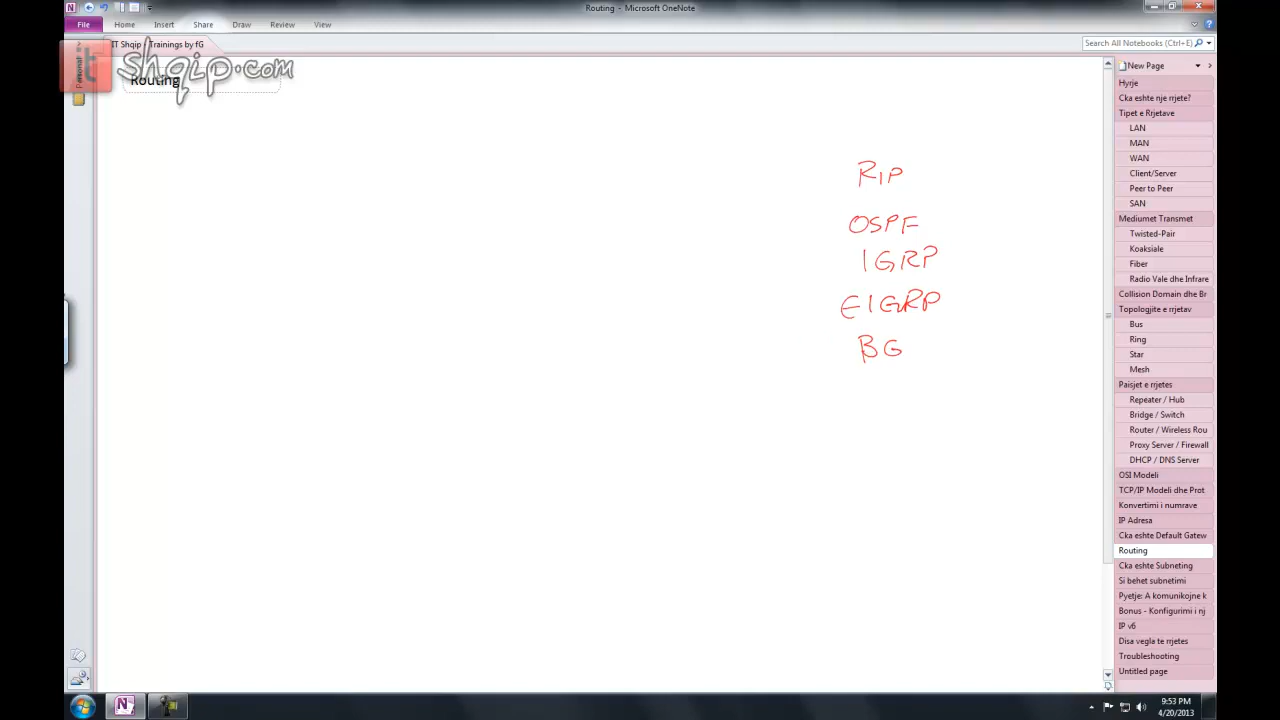 Routing - Microsoft OneNote
File Home Insert Share Draw Review View
IT Shqip - Trainings by fG
Search All Notebooks (Ctrl+E)
t Shqip.com
Routing
New Page
RIP
OSPF
IGRP
EIGRP
BG
Hyrje
Cka eshte nje rrjete?
Tipet e Rrjetave
LAN
MAN
WAN
Client/Server
Peer to Peer
SAN
Mediumet Transmet
Twisted-Pair
Koaksiale
Fiber
Radio Vale dhe Infrare
Collision Domain dhe Br
Topologjite e rrjetav
Bus
Ring
Star
Mesh
Paisjet e rrjetes
Repeater / Hub
Bridge / Switch
Router / Wireless Rou
Proxy Server / Firewall
DHCP / DNS Server
OSI Modeli
TCP/IP Modeli dhe Prot
Konvertimi i numrave
IP Adresa
Cka eshte Default Gatew
Routing
Cka eshte Subneting
Si behet subnetimi
Pyetje: A komunikojne k
Bonus - Konfigurimi i nj
IP v6
Disa vegla te rrjetes
Troubleshooting
Untitled page
9:53 PM
4/20/2013